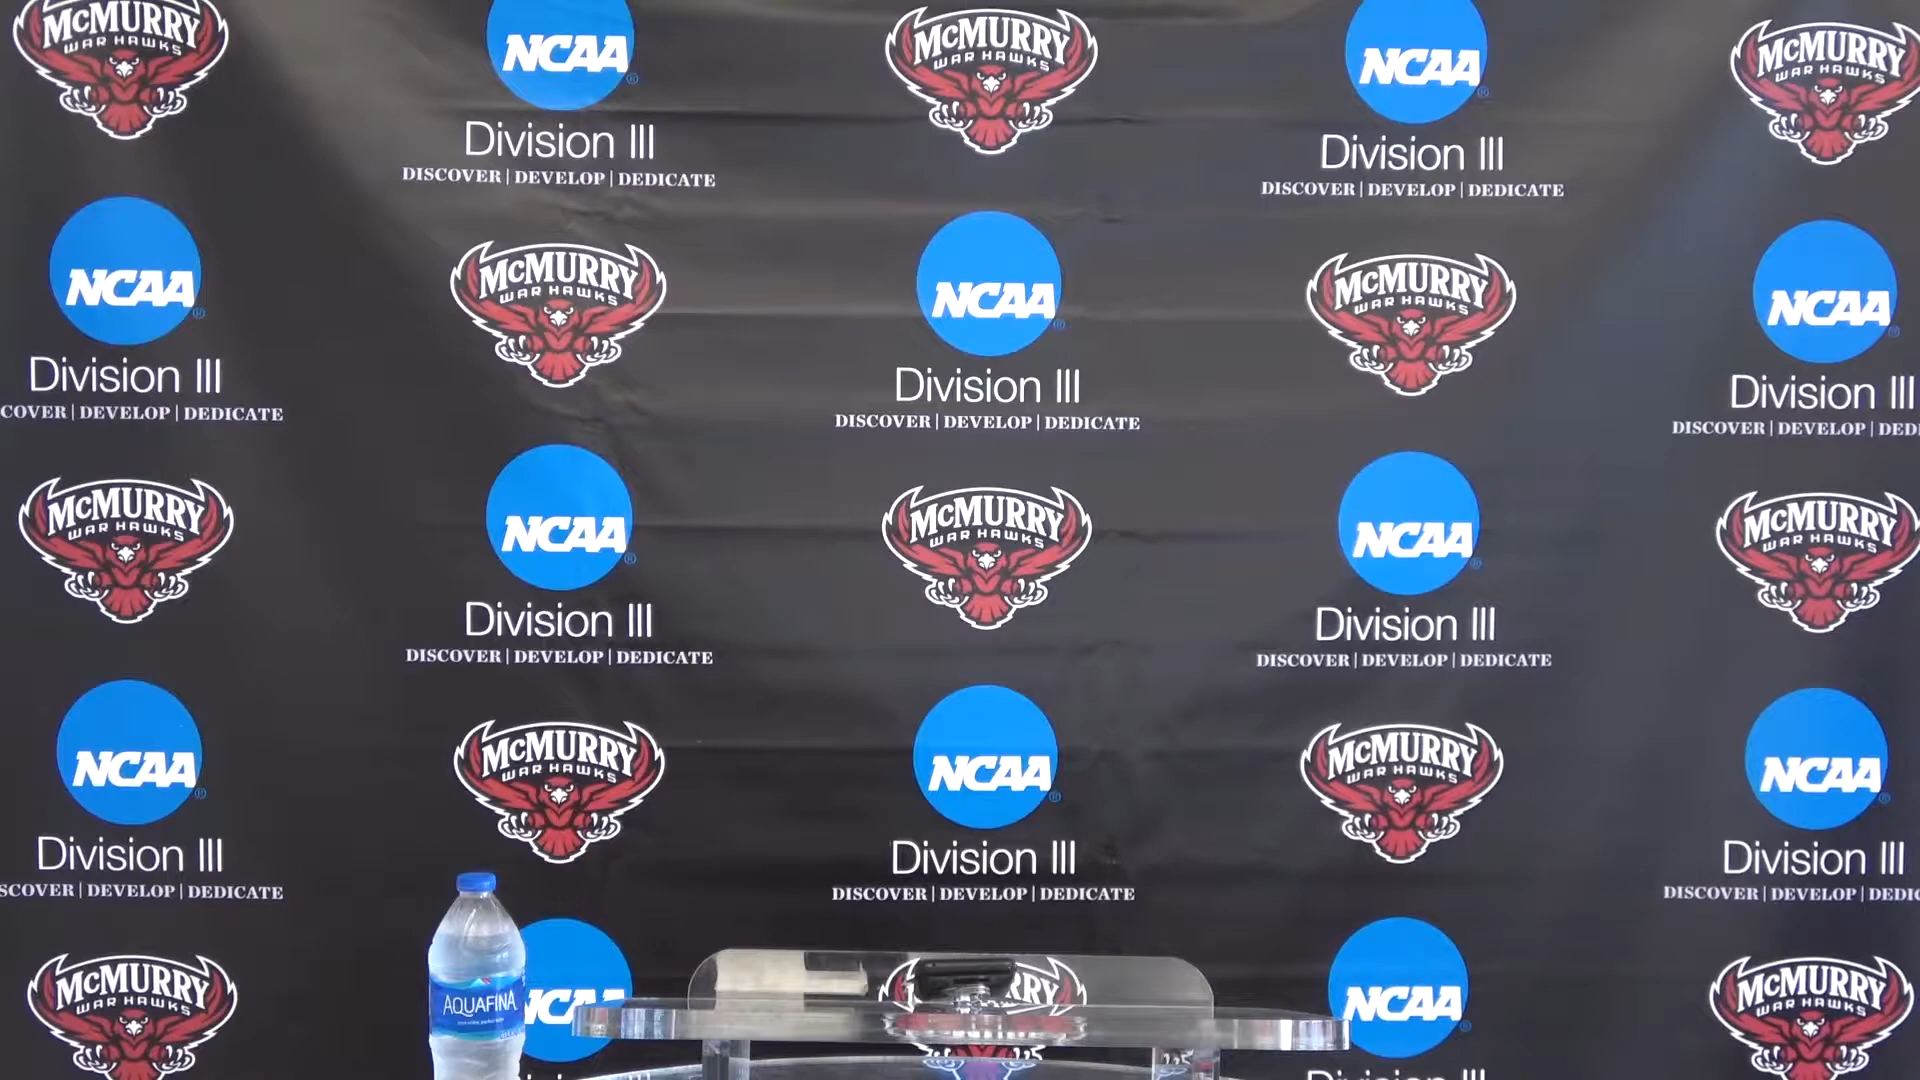 McMURRY
WAR HAWKS
NCAA
Division III
DISCOVER | DEVELOP | DEDICATE
McMURRY
WAR HAWKS
NCAA
Division III
DISCOVER | DEVELOP | DEDICATE
McMURRY
WAR HAWKS
NCAA
Division III
COVER | DEVELOP | DEDICATE
McMURRY
WAR HAWKS
NCAA
Division III
DISCOVER | DEVELOP | DEDICATE
McMURRY
WAR HAWKS
NCAA
Division III
DISCOVER | DEVELOP | DED
McMURRY
WAR HAWKS
NCAA
Division III
DISCOVER | DEVELOP | DEDICATE
McMURRY
WAR HAWKS
NCAA
Division III
DISCOVER | DEVELOP | DEDICATE
McMURRY
WAR HAWKS
NCAA
Division III
SCOVER | DEVELOP | DEDICATE
McMURRY
WAR HAWKS
NCAA
Division III
DISCOVER | DEVELOP | DEDICATE
McMURRY
WAR HAWKS
NCAA
Division III
DISCOVER | DEVELOP | DEDIC
McMURRY
WAR HAWKS
AQUAFINA
NCAA
RRY
NCAA
Division III
McMURRY
WAR HAWKS